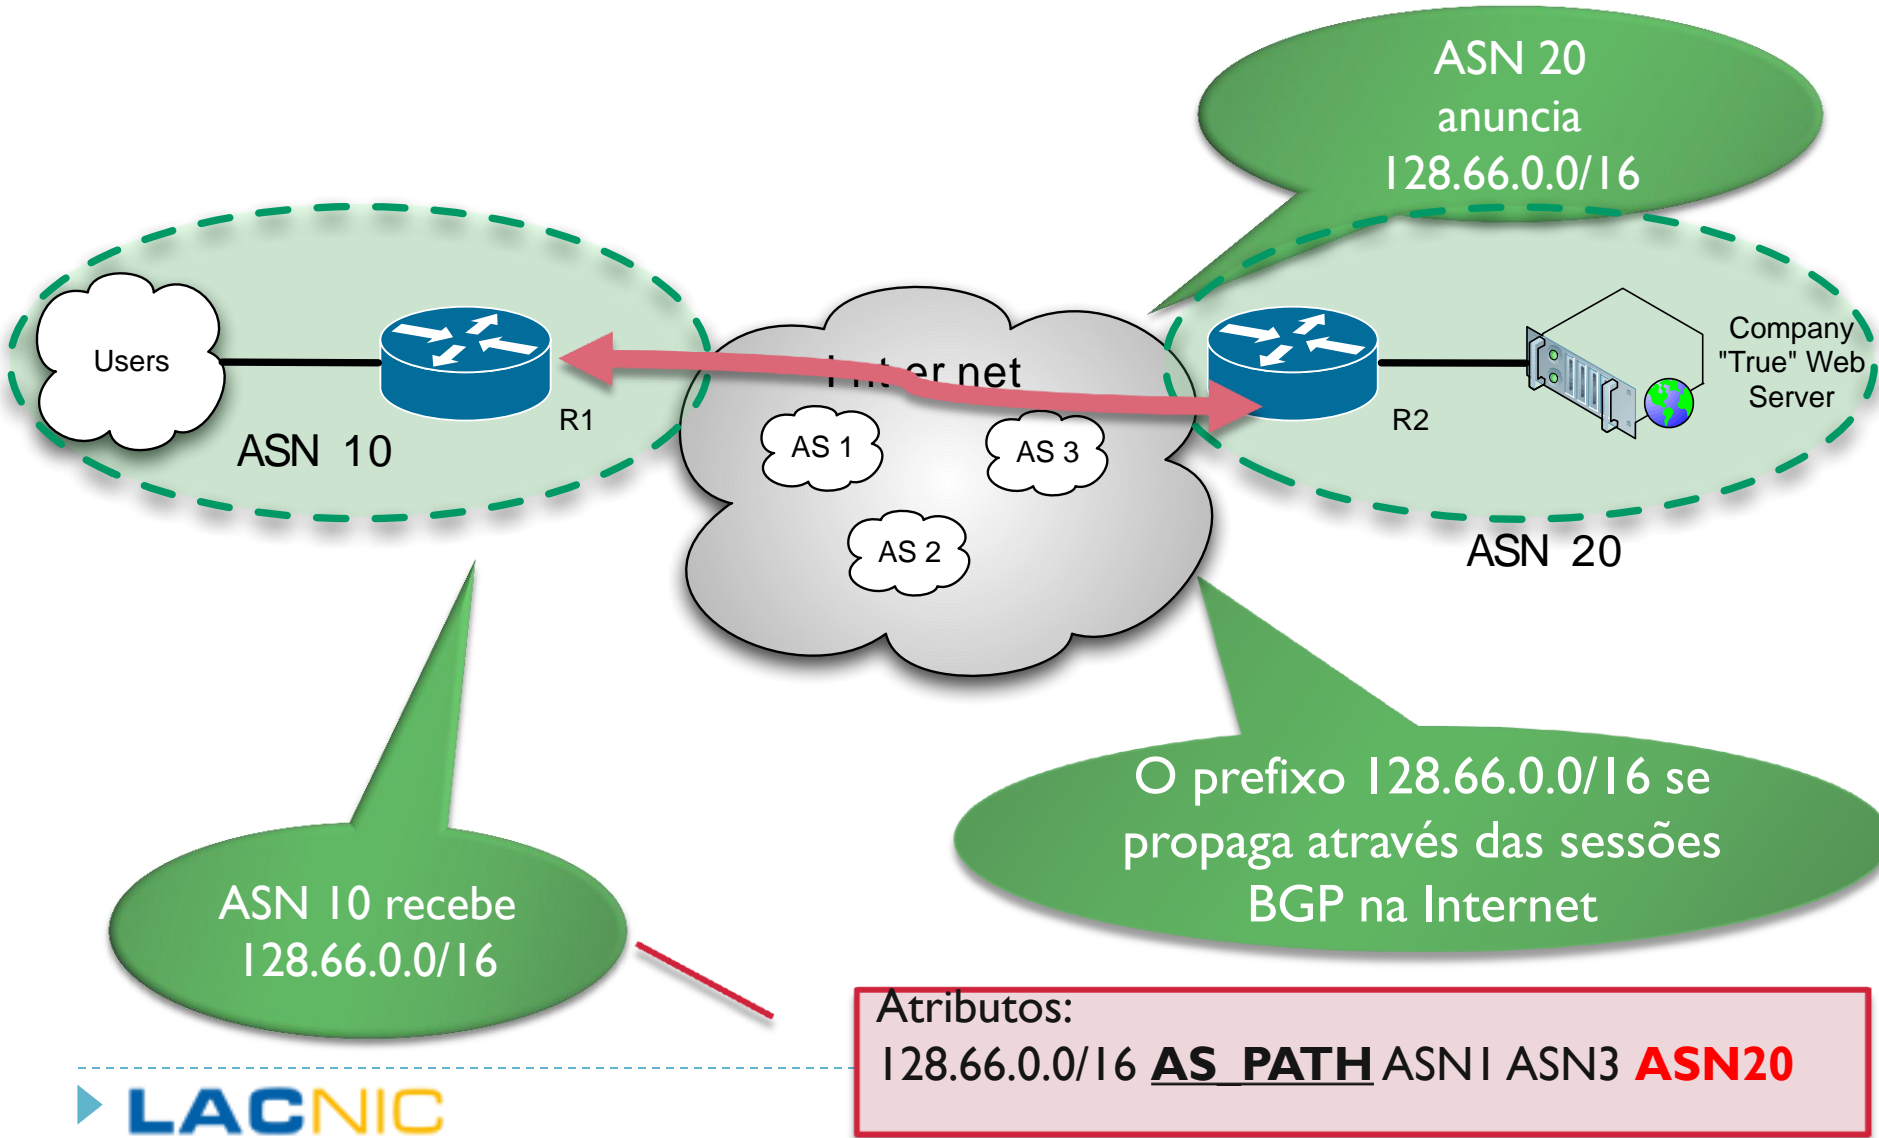 ASN 20
anuncia
128.66.0.0/16
Users
R1
ASN 10
Internet
AS 1
AS 3
AS 2
R2
Company
"True" Web
Server
ASN 20
O prefixo 128.66.0.0/16 se
propaga através das sessões
BGP na Internet
ASN 10 recebe
128.66.0.0/16
Atributos:
128.66.0.0/16 AS_PATH ASN1 ASN3 ASN20
LACNIC